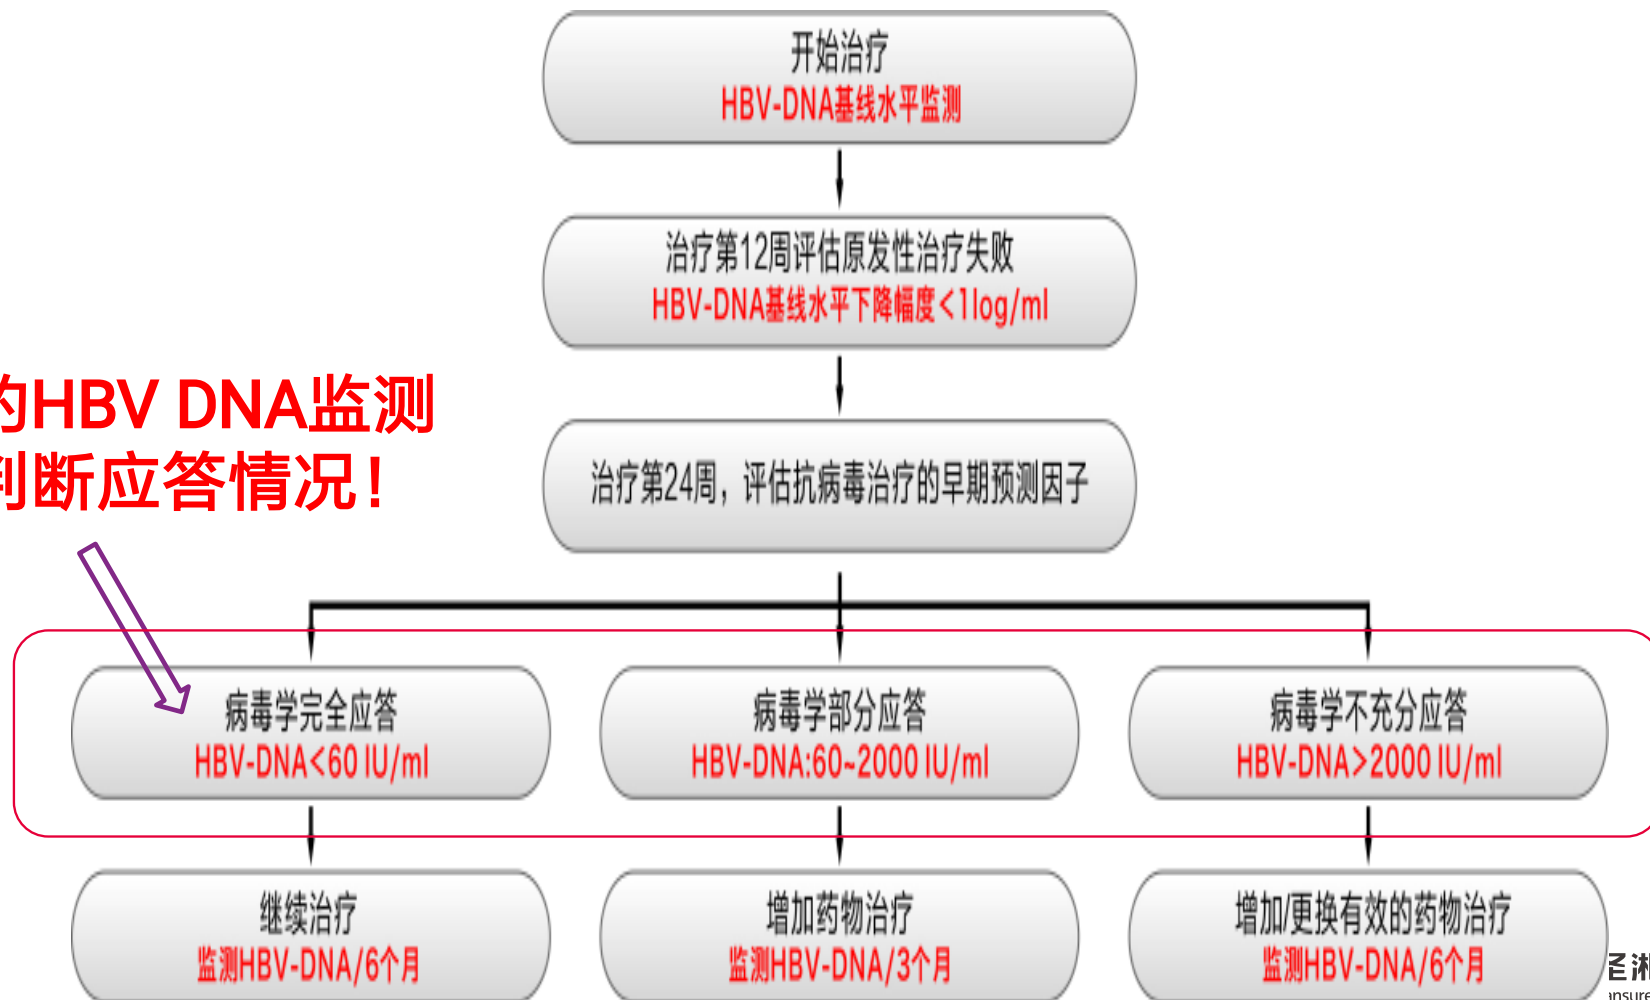 开始治疗
HBV-DNA基线水平监测
治疗第12周评估原发性治疗失败
HBV-DNA基线水平下降幅度<1log/ml
的HBV DNA监测
判断应答情况！
治疗第24周，评估抗病毒治疗的早期预测因子
病毒学完全应答
HBV-DNA<60 IU/ml
病毒学部分应答
HBV-DNA:60~2000 IU/ml
病毒学不充分应答
HBV-DNA>2000 IU/ml
继续治疗
监测HBV-DNA/6个月
增加药物治疗
监测HBV-DNA/3个月
增加/更换有效的药物治疗
监测HBV-DNA/6个月